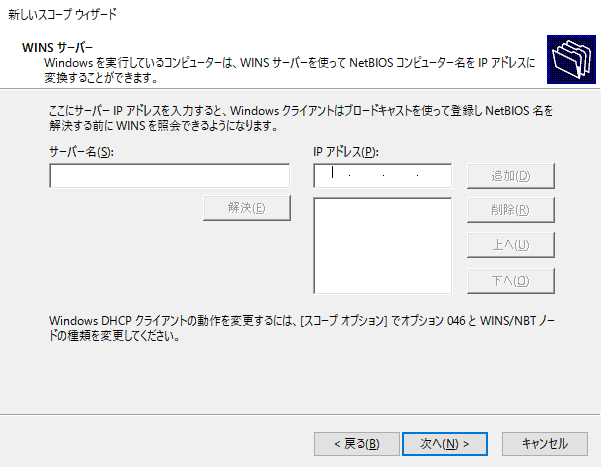 新しいスコープ ウィザード
WINS サーバー
Windows を実行しているコンピューターは、WINS サーバーを使って NetBIOS コンピューター名を IP アドレスに
変換することができます。
ここにサーバー IP アドレスを入力すると、Windows クライアントはブロードキャストを使って登録し NetBIOS 名を
解決する前に WINS を照会できるようになります。
サーバー名(S):
IP アドレス(P):
追加(D)
解決(E)
削除(R)
上へ(U)
下へ(O)
Windows DHCP クライアントの動作を変更するには、[スコープ オプション] でオプション 046 と WINS/NBT ノー
ドの種類を変更してください。
< 戻る(B)
次へ(N) >
キャンセル